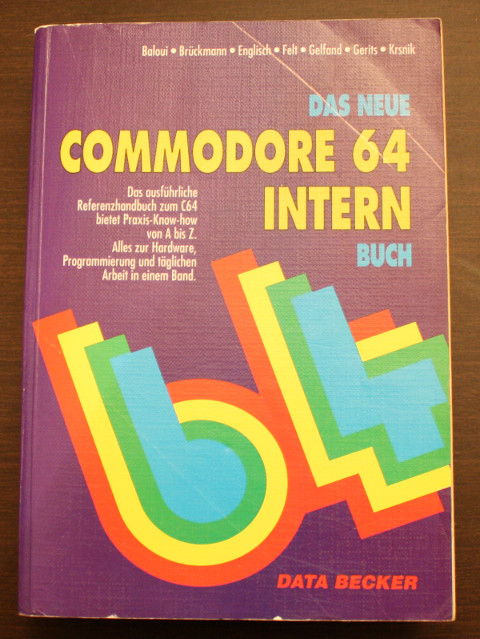 Baloui • Brückmann • Englisch • Felt • Gelfand • Gerits • Krsnik
DAS NEUE
COMMODORE 64
INTERN
BUCH
Das ausführliche
Referenzhandbuch zum C64
bietet Praxis-Know-how
von A bis Z.
Alles zur Hardware,
Programmierung und täglichen
Arbeit in einem Band.
64
DATA BECKER